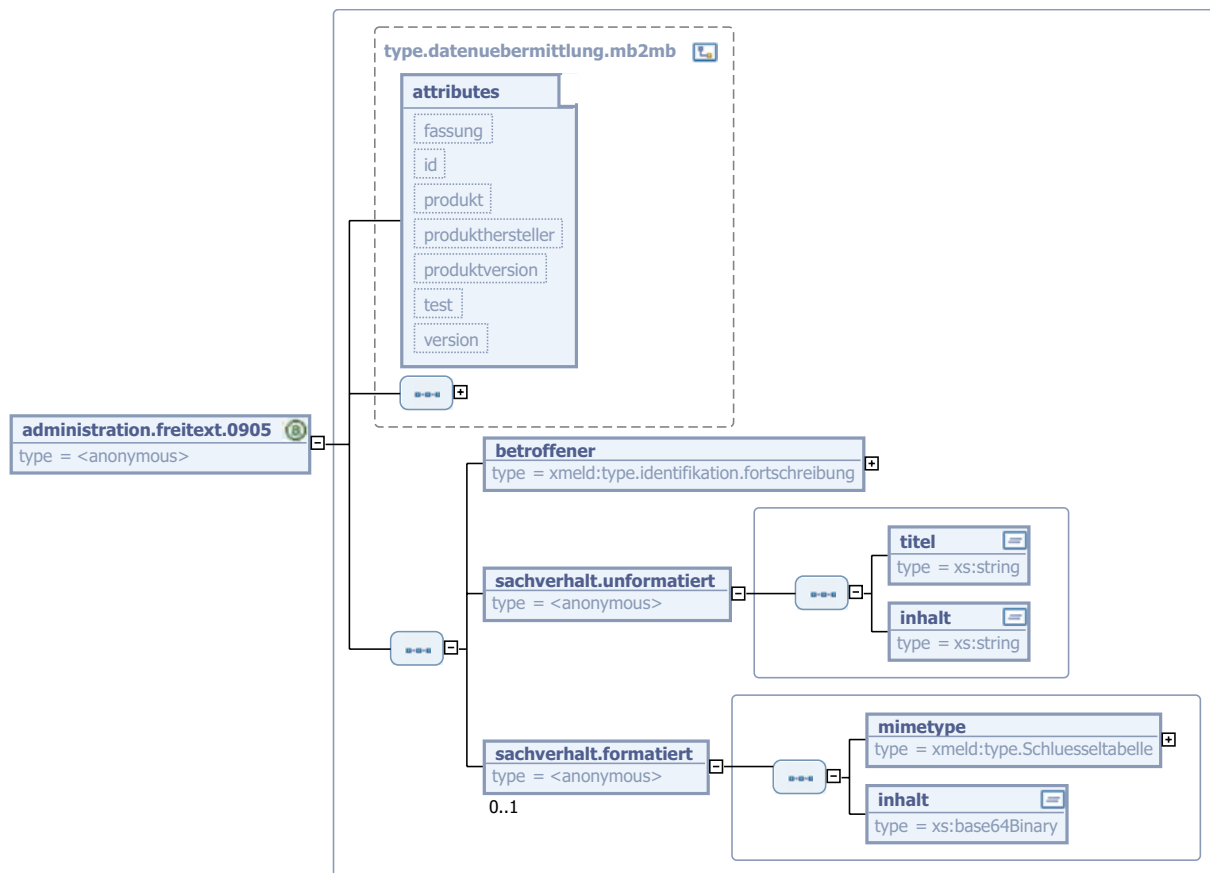 type.datenuebermittlung.mb2mb
attributes
fassung
id
produkt
produkthersteller
produktversion
test
version
administration.freitext.0905
type = <anonymous>
betroffener
type = xmeld:type.identifikation.fortschreibung
sachverhalt.unformatiert
type = <anonymous>
titel
type = xs:string
inhalt
type = xs:string
sachverhalt.formatiert
type = <anonymous>
0..1
mimetype
type = xmeld:type.Schluesseltabelle
inhalt
type = xs:base64Binary